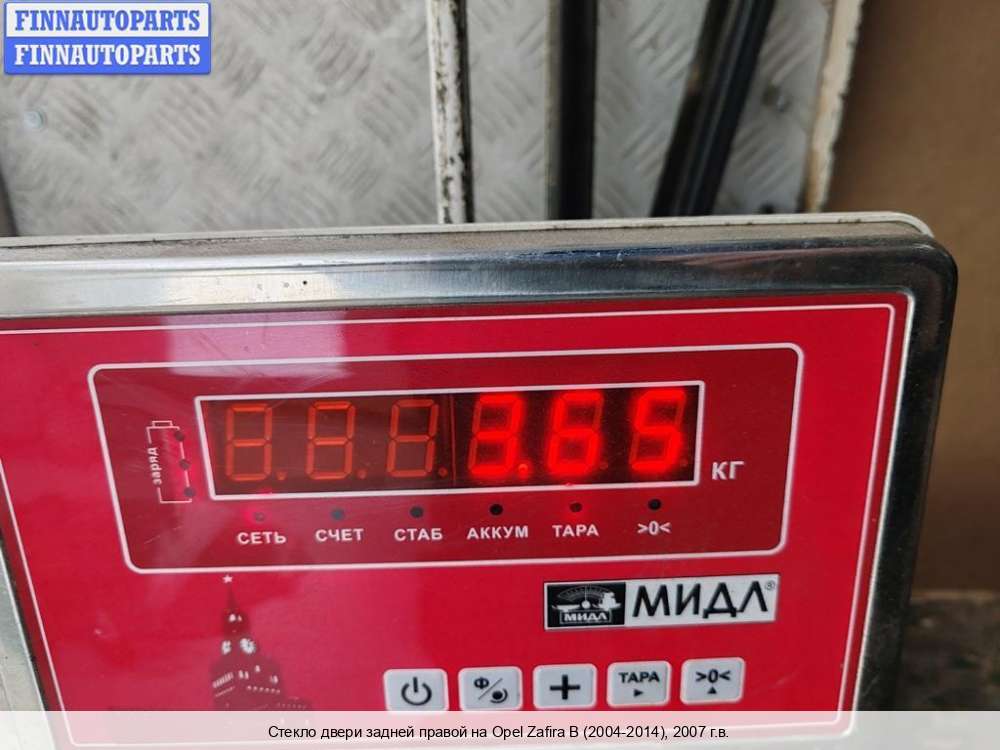 FINNAUTOPARTS
FINNAUTOPARTS
заряд
3.65
КГ
СЕТЬ СЧЕТ СТАБ АККУМ ТАРА >0<
МИДЛ МИДЛ®
Ф ТАРА >0<
Стекло двери задней правой на Opel Zafira B (2004-2014), 2007 г.в.